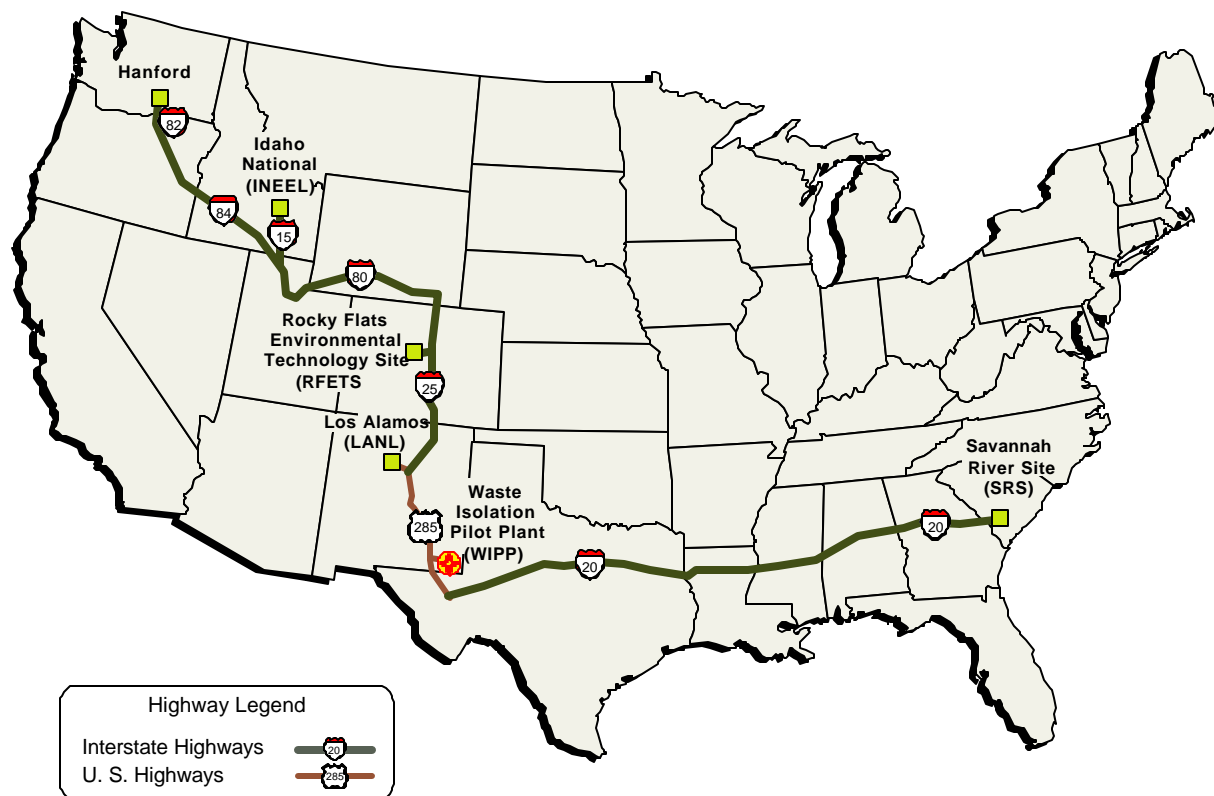 Hanford
82
Idaho
National
(INEEL)
84
15
80
Rocky Flats
Environmental
Technology Site
(RFETS
25
Los Alamos
(LANL)
Waste
Isolation
Pilot Plant
(WIPP)
285
20
Savannah
River Site
(SRS)
20
Highway Legend
Interstate Highways 20
U. S. Highways 285